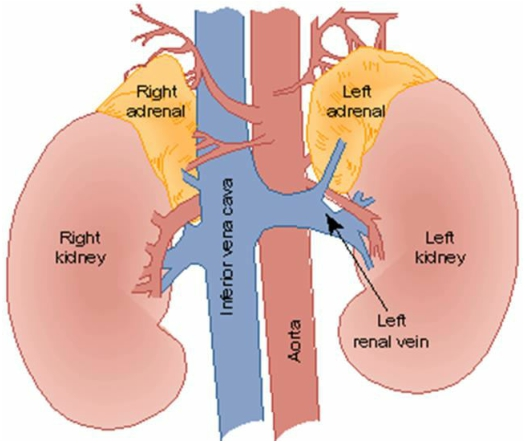 Right
adrenal
Left
adrenal
Right
kidney
Inferior vena cava
Aorta
Left
kidney
Left
renal vein